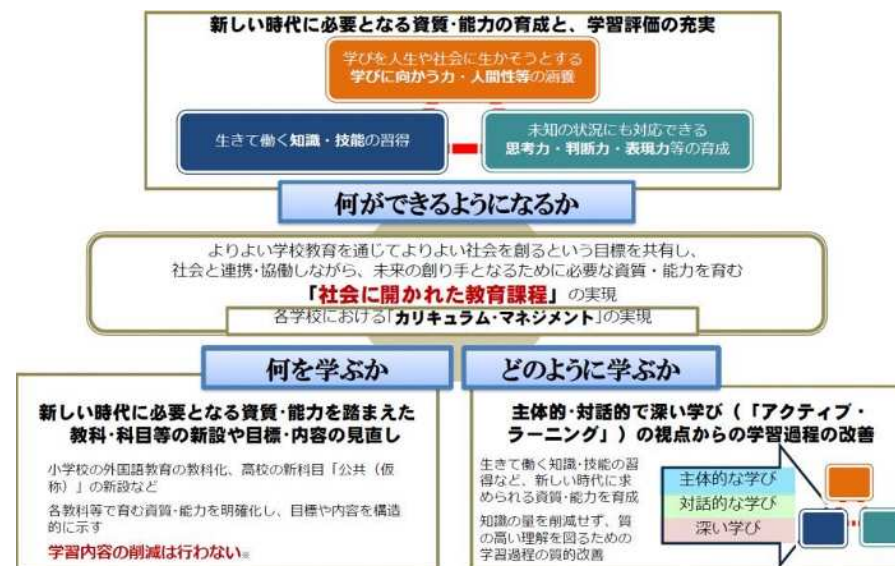 新しい時代に必要となる資質・能力の育成と、学習評価の充実
学びを人生や社会に生かそうとする
学びに向かう力・人間性等の涵養
生きて働く知識・技能の習得
未知の状況にも対応できる
思考力・判断力・表現力等の育成
何ができるようになるか
よりよい学校教育を通じてよりよい社会を創るという目標を共有し、
社会と連携・協働しながら、未来の創り手となるために必要な資質・能力を育む
「社会に開かれた教育課程」の実現
各学校における「カリキュラム・マネジメント」の実現
何を学ぶか
新しい時代に必要となる資質・能力を踏まえた
教科・科目等の新設や目標・内容の見直し
小学校の外国語教育の教科化、高校の新科目「公共（仮
称）」の新設など
各教科等で育む資質・能力を明確化し、目標や内容を構造
的に示す
学習内容の削減は行わない※
どのように学ぶか
主体的・対話的で深い学び（「アクティブ・
ラーニング」）の視点からの学習過程の改善
生きて働く知識・技能の習
得など、新しい時代に求
められる資質・能力を育成
知識の量を削減せず、質
の高い理解を図るための
学習過程の質的改善
主体的な学び
対話的な学び
深い学び